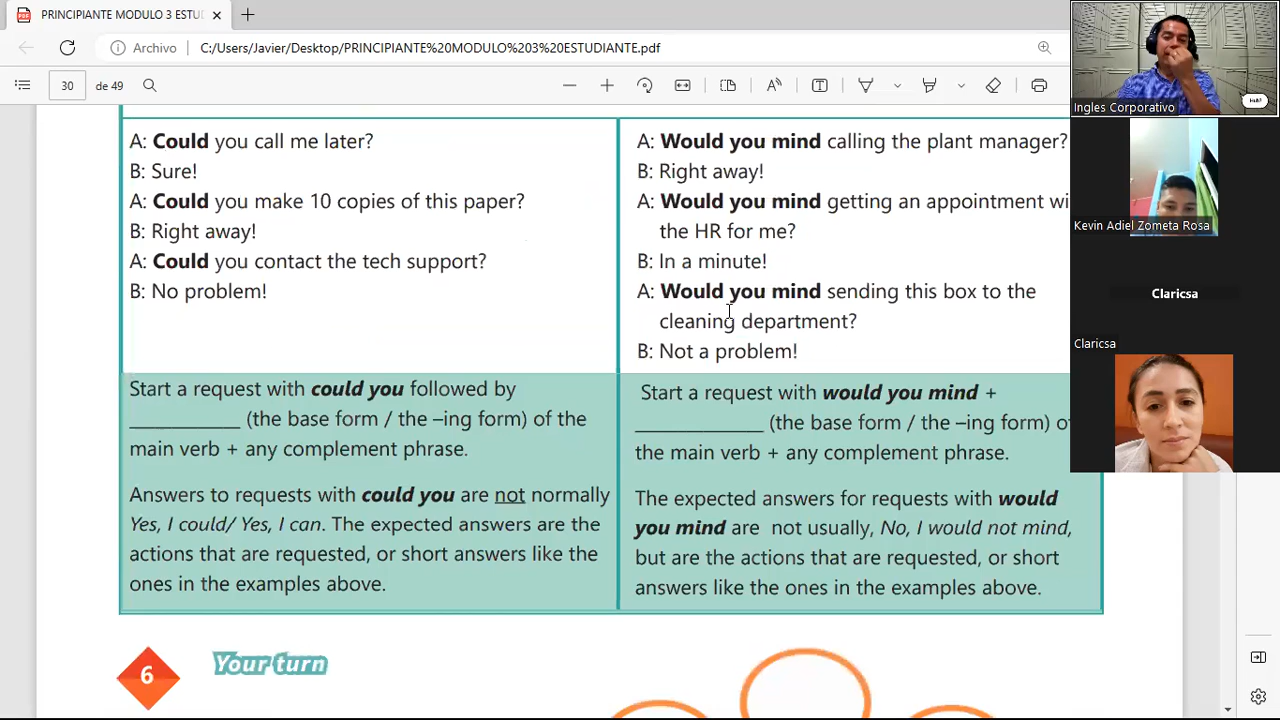 PRINCIPIANTE MODULO 3 ESTU
Archivo
C:/Users/Javier/Desktop/PRINCIPIANTE%20MODULO%203%20ESTUDIANTE.pdf
30 de 49
A: Could you call me later?
B: Sure!
A: Could you make 10 copies of this paper?
B: Right away!
A: Could you contact the tech support?
B: No problem!
A: Would you mind calling the plant manager?
B: Right away!
A: Would you mind getting an appointment wi
the HR for me?
B: In a minute!
A: Would you mind sending this box to the
cleaning department?
B: Not a problem!
Start a request with could you followed by
___________ (the base form / the –ing form) of the
main verb + any complement phrase.
Answers to requests with could you are not normally
Yes, I could/ Yes, I can. The expected answers are the
actions that are requested, or short answers like the
ones in the examples above.
Start a request with would you mind +
_____________ (the base form / the –ing form) of
the main verb + any complement phrase.
The expected answers for requests with would
you mind are not usually, No, I would not mind,
but are the actions that are requested, or short
answers like the ones in the examples above.
6
Your turn
Ingles Corporativo
Kevin Adiel Zometa Rosa
Claricsa
Claricsa